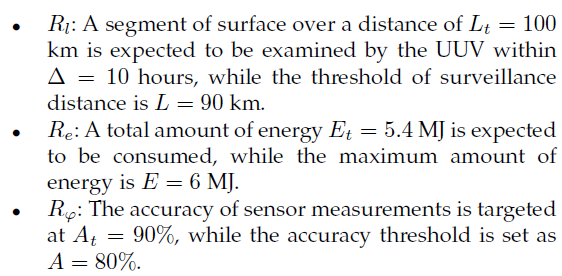 • R_l: A segment of surface over a distance of L_t = 100
km is expected to be examined by the UUV within
Δ = 10 hours, while the threshold of surveillance
distance is L = 90 km.
• R_e: A total amount of energy E_t = 5.4 MJ is expected
to be consumed, while the maximum amount of
energy is E = 6 MJ.
• R_φ: The accuracy of sensor measurements is targeted
at A_t = 90%, while the accuracy threshold is set as
A = 80%.